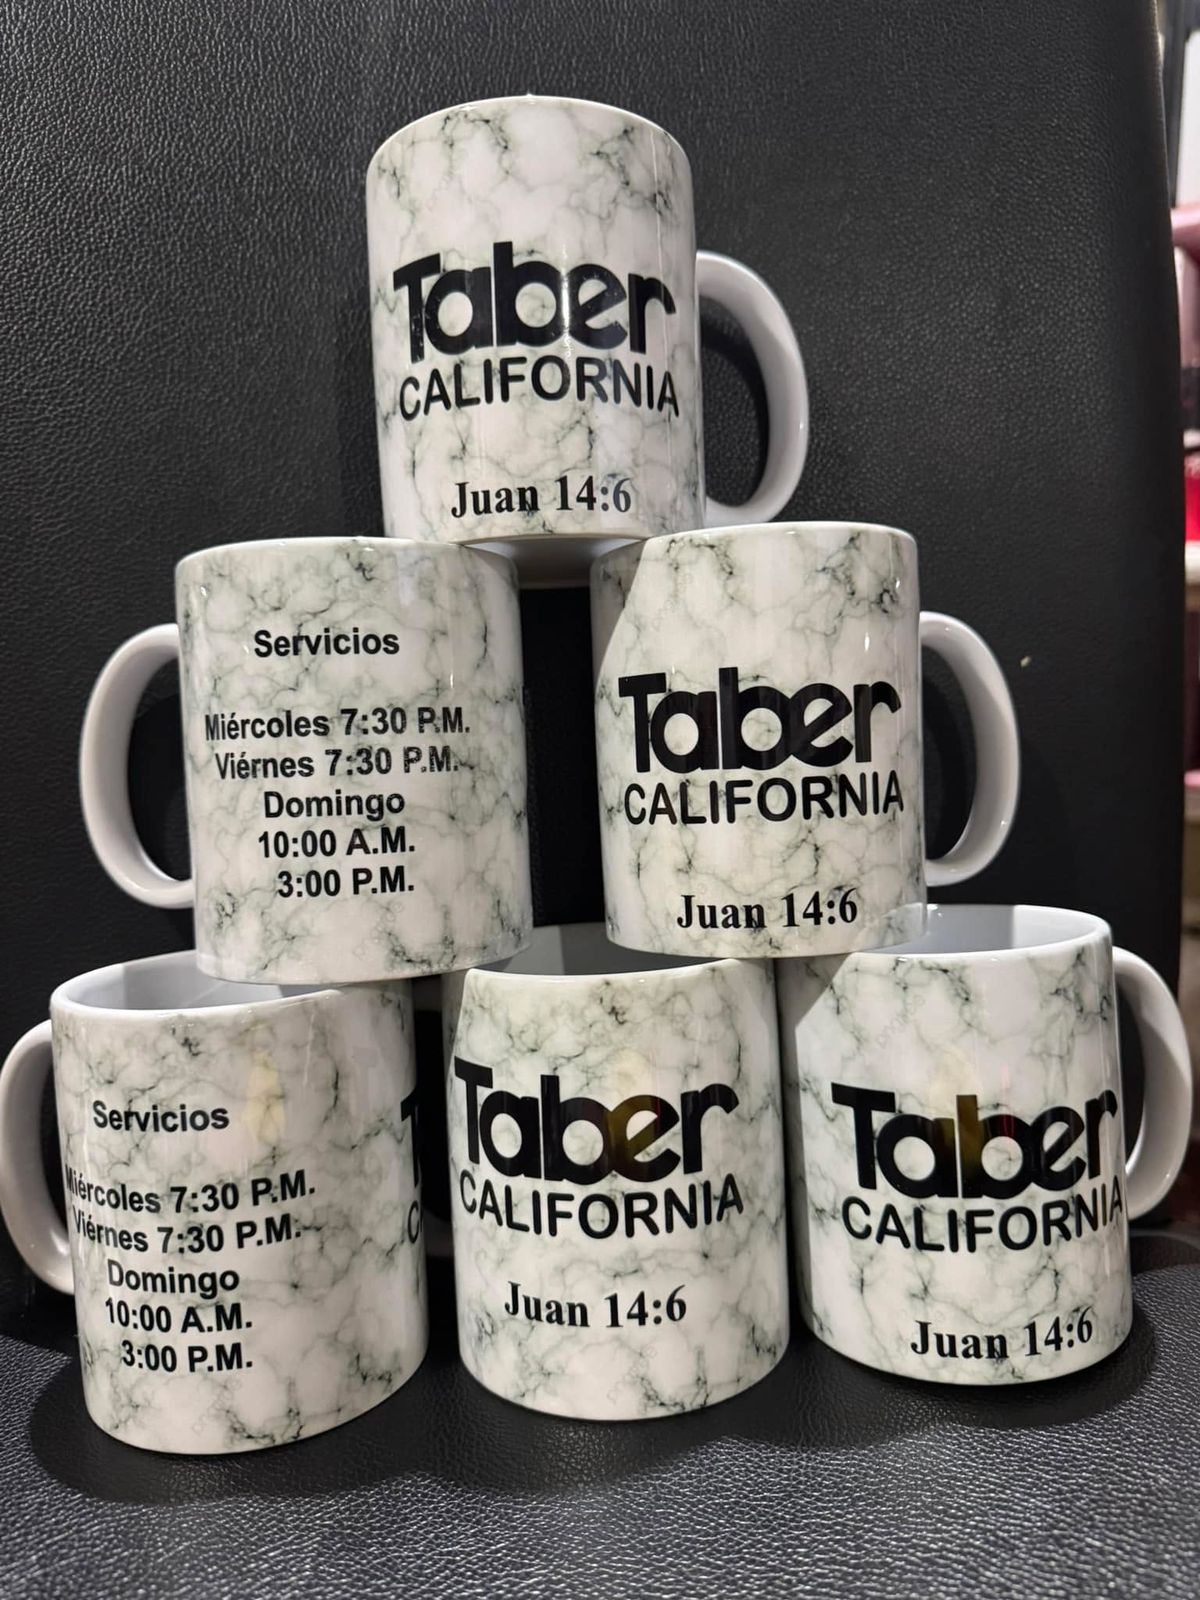 Taber
CALIFORNIA
Juan 14:6
Servicios
Miércoles 7:30 P.M.
Viérnes 7:30 P.M.
Domingo
10:00 A.M.
3:00 P.M.
Taber
CALIFORNIA
Juan 14:6
Servicios
Miércoles 7:30 P.M.
Viérnes 7:30 P.M.
Domingo
10:00 A.M.
3:00 P.M.
Taber
CALIFORNIA
Juan 14:6
Taber
CALIFORNIA
Juan 14:6